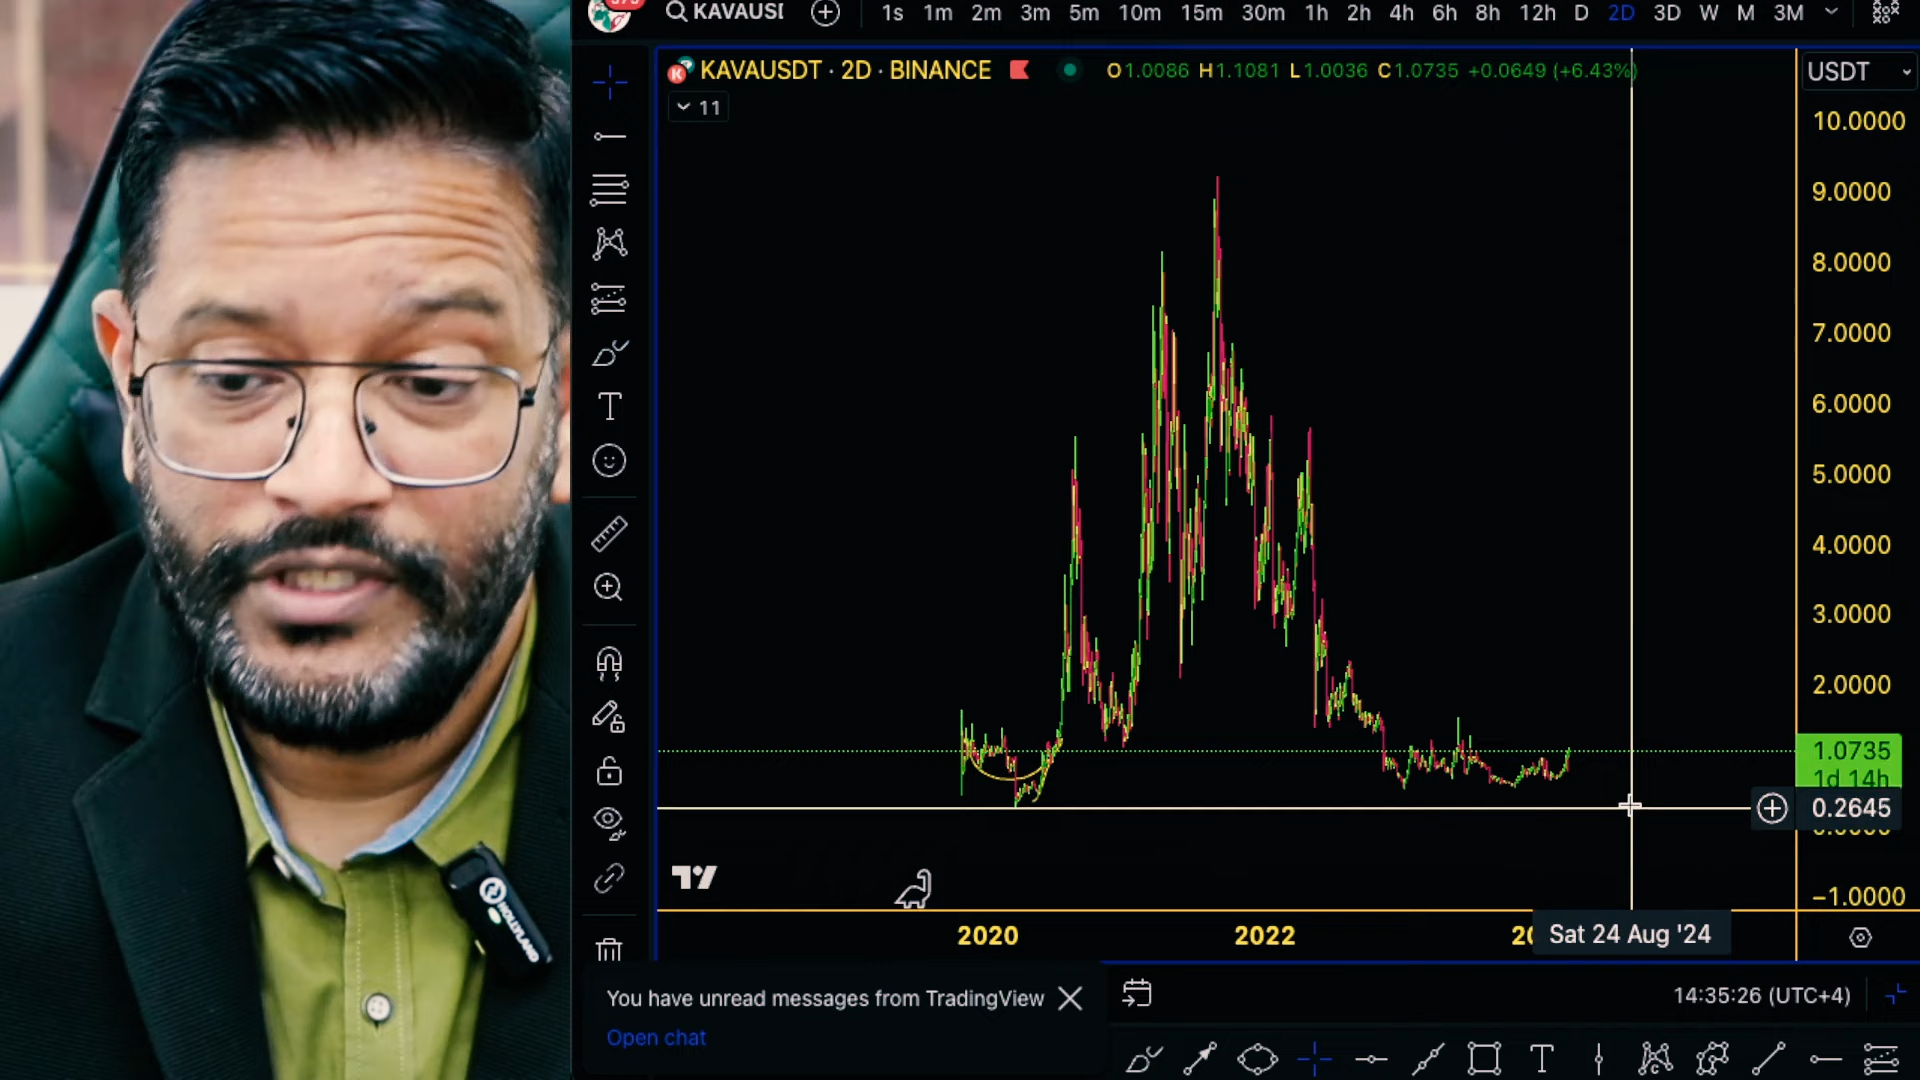 KAVAUSI
1s 1m 2m 3m 5m 10m 15m 30m 1h 2h 4h 6h 8h 12h D 2D 3D W M 3M
KAVAUSDT · 2D · BINANCE O1.0086 H1.1081 L1.0036 C1.0735 +0.0649 (+6.43%)
USDT
11
10.0000
9.0000
8.0000
7.0000
6.0000
5.0000
4.0000
3.0000
2.0000
1.0735
1d 14h
0.2645
−1.0000
2020 2022 Sat 24 Aug '24
HOLLYLAND
You have unread messages from TradingView
Open chat
14:35:26 (UTC+4)